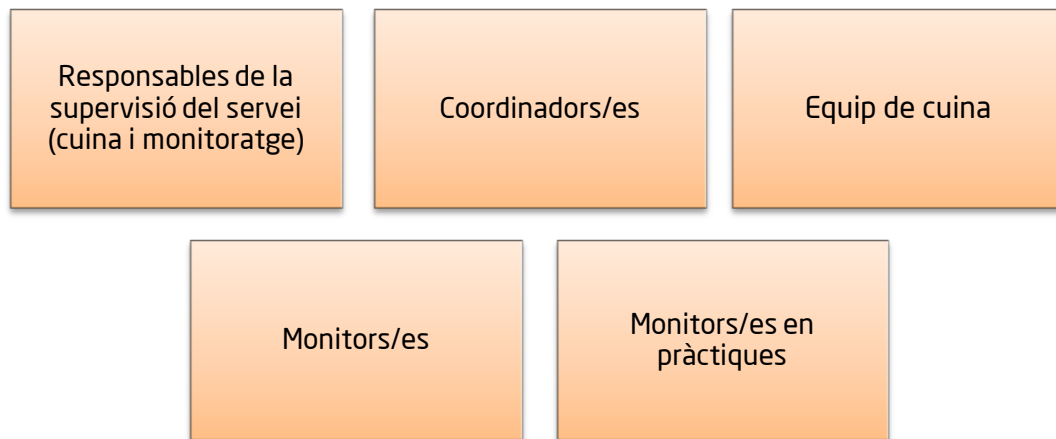 Responsables de la
supervisió del servei
(cuina i monitoratge)
Coordinadors/es
Equip de cuina
Monitors/es
Monitors/es en
pràctiques